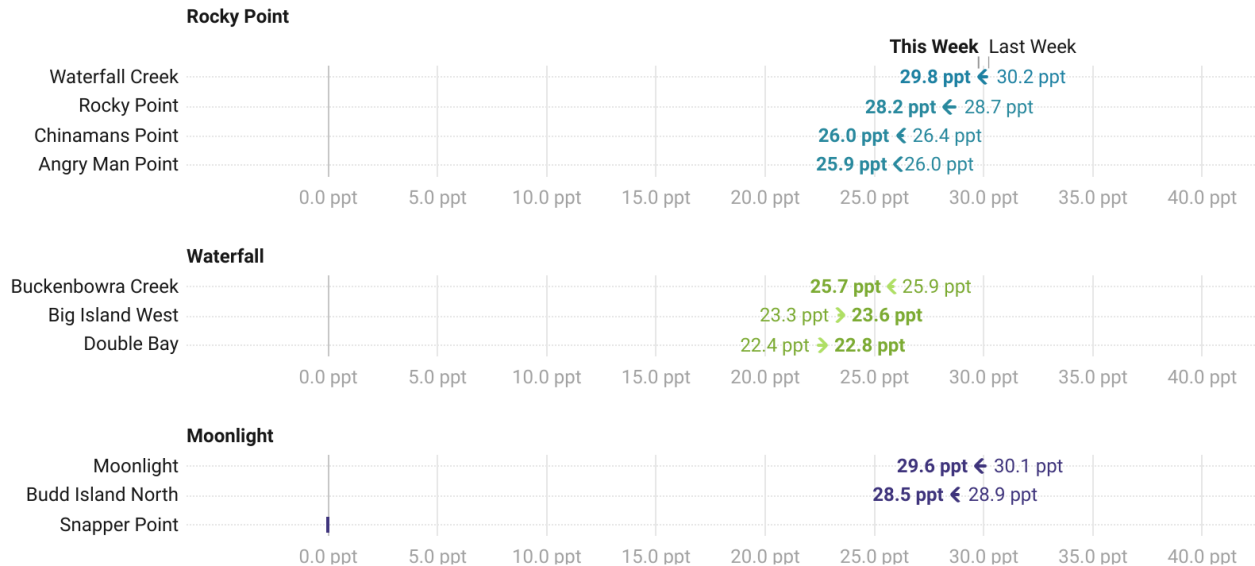 Rocky Point
This Week Last Week
Waterfall Creek 29.8 ppt 30.2 ppt
Rocky Point 28.2 ppt 28.7 ppt
Chinamans Point 26.0 ppt 26.4 ppt
Angry Man Point 25.9 ppt 26.0 ppt
0.0 ppt 5.0 ppt 10.0 ppt 15.0 ppt 20.0 ppt 25.0 ppt 30.0 ppt 35.0 ppt 40.0 ppt
Waterfall
Buckenbowra Creek 25.7 ppt 25.9 ppt
Big Island West 23.3 ppt 23.6 ppt
Double Bay 22.4 ppt 22.8 ppt
0.0 ppt 5.0 ppt 10.0 ppt 15.0 ppt 20.0 ppt 25.0 ppt 30.0 ppt 35.0 ppt 40.0 ppt
Moonlight
Moonlight 29.6 ppt 30.1 ppt
Budd Island North 28.5 ppt 28.9 ppt
Snapper Point
0.0 ppt 5.0 ppt 10.0 ppt 15.0 ppt 20.0 ppt 25.0 ppt 30.0 ppt 35.0 ppt 40.0 ppt